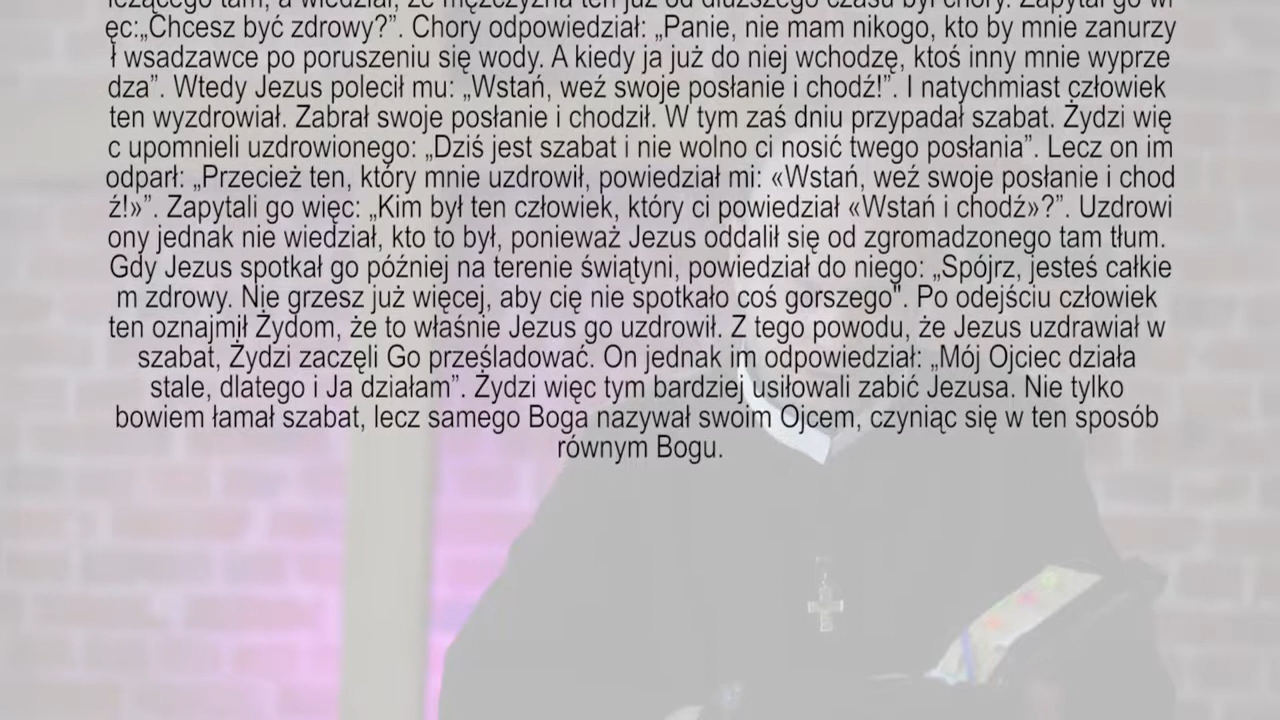 leżącego tam, a wiedział, że mężczyzna ten już od dłuższego czasu był chory. Zapytał go wi
ęc:„Chcesz być zdrowy?”. Chory odpowiedział: „Panie, nie mam nikogo, kto by mnie zanurzy
ł wsadzawce po poruszeniu się wody. A kiedy ja już do niej wchodzę, ktoś inny mnie wyprze
dza”. Wtedy Jezus polecił mu: „Wstań, weź swoje posłanie i chodź!”. I natychmiast człowiek
ten wyzdrowiał. Zabrał swoje posłanie i chodził. W tym zaś dniu przypadał szabat. Żydzi wię
c upomnieli uzdrowionego: „Dziś jest szabat i nie wolno ci nosić twego posłania”. Lecz on im
odparł: „Przecież ten, który mnie uzdrowił, powiedział mi: «Wstań, weź swoje posłanie i chod
ź!»”. Zapytali go więc: „Kim był ten człowiek, który ci powiedział «Wstań i chodź»?”. Uzdrowi
ony jednak nie wiedział, kto to był, ponieważ Jezus oddalił się od zgromadzonego tam tłum.
Gdy Jezus spotkał go później na terenie świątyni, powiedział do niego: „Spójrz, jesteś całkie
m zdrowy. Nie grzesz już więcej, aby cię nie spotkało coś gorszego". Po odejściu człowiek
ten oznajmił Żydom, że to właśnie Jezus go uzdrowił. Z tego powodu, że Jezus uzdrawiał w
szabat, Żydzi zaczęli Go prześladować. On jednak im odpowiedział: „Mój Ojciec działa
stale, dlatego i Ja działam”. Żydzi więc tym bardziej usiłowali zabić Jezusa. Nie tylko
bowiem łamał szabat, lecz samego Boga nazywał swoim Ojcem, czyniąc się w ten sposób
równym Bogu.